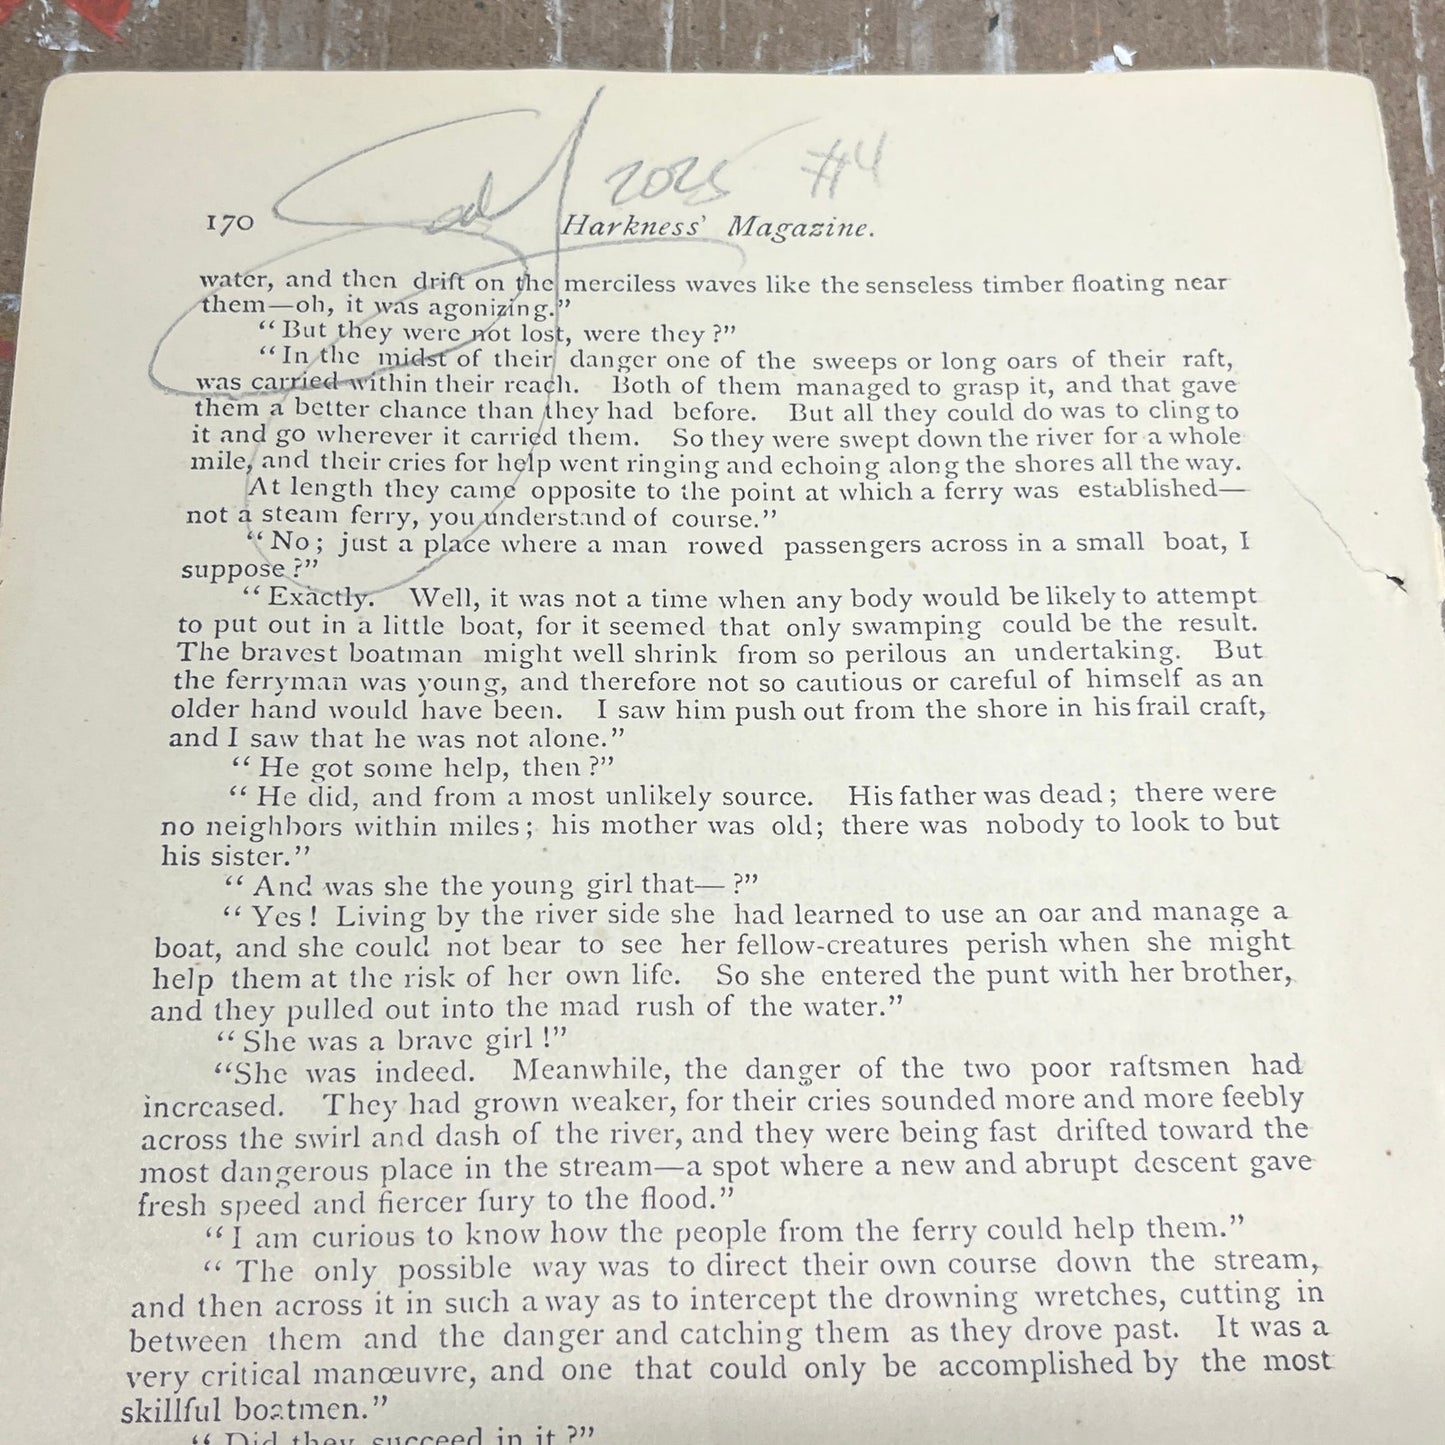 2025 #4
170 Harkness' Magazine.
water, and then drift on the merciless waves like the senseless timber floating near
them—oh, it was agonizing.”
“But they were not lost, were they?”
“In the midst of their danger one of the sweeps or long oars of their raft,
was carried within their reach. Both of them managed to grasp it, and that gave
them a better chance than they had before. But all they could do was to cling to
it and go wherever it carried them. So they were swept down the river for a whole
mile, and their cries for help went ringing and echoing along the shores all the way.
At length they came opposite to the point at which a ferry was established—
not a steam ferry, you understand of course.”
“No; just a place where a man rowed passengers across in a small boat, I
suppose?”
“Exactly. Well, it was not a time when any body would be likely to attempt
to put out in a little boat, for it seemed that only swamping could be the result.
The bravest boatman might well shrink from so perilous an undertaking. But
the ferryman was young, and therefore not so cautious or careful of himself as an
older hand would have been. I saw him push out from the shore in his frail craft,
and I saw that he was not alone.”
“He got some help, then?”
“He did, and from a most unlikely source. His father was dead; there were
no neighbors within miles; his mother was old; there was nobody to look to but
his sister.”
“And was she the young girl that—?”
“Yes! Living by the river side she had learned to use an oar and manage a
boat, and she could not bear to see her fellow-creatures perish when she might
help them at the risk of her own life. So she entered the punt with her brother,
and they pulled out into the mad rush of the water.”
“She was a brave girl!”
“She was indeed. Meanwhile, the danger of the two poor raftsmen had
increased. They had grown weaker, for their cries sounded more and more feebly
across the swirl and dash of the river, and they were being fast drifted toward the
most dangerous place in the stream—a spot where a new and abrupt descent gave
fresh speed and fiercer fury to the flood.”
“I am curious to know how the people from the ferry could help them.”
“The only possible way was to direct their own course down the stream,
and then across it in such a way as to intercept the drowning wretches, cutting in
between them and the danger and catching them as they drove past. It was a
very critical manœuvre, and one that could only be accomplished by the most
skillful boatmen.”
“Did they succeed in it?”